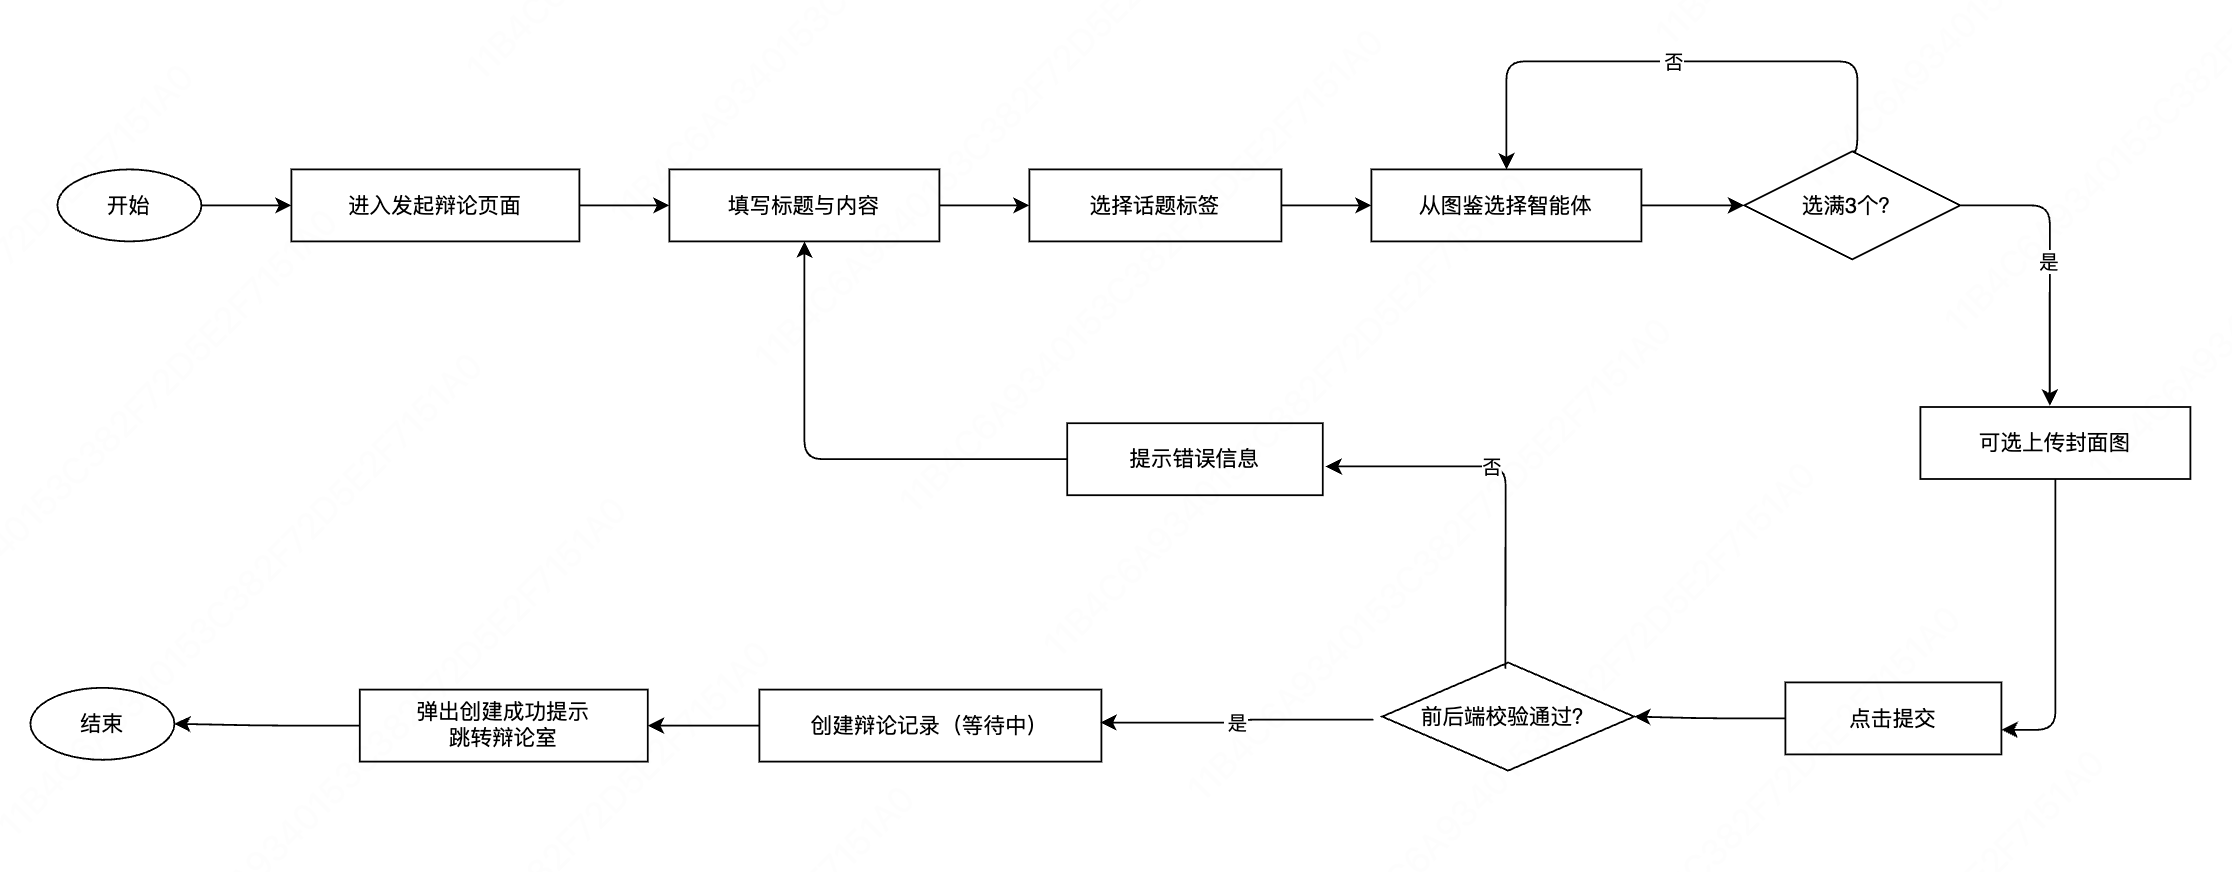 否
开始
进入发起辩论页面
填写标题与内容
选择话题标签
从图鉴选择智能体
选满3个?
是
可选上传封面图
提示错误信息
否
点击提交
前后端校验通过?
是
创建辩论记录（等待中）
弹出创建成功提示
跳转辩论室
结束